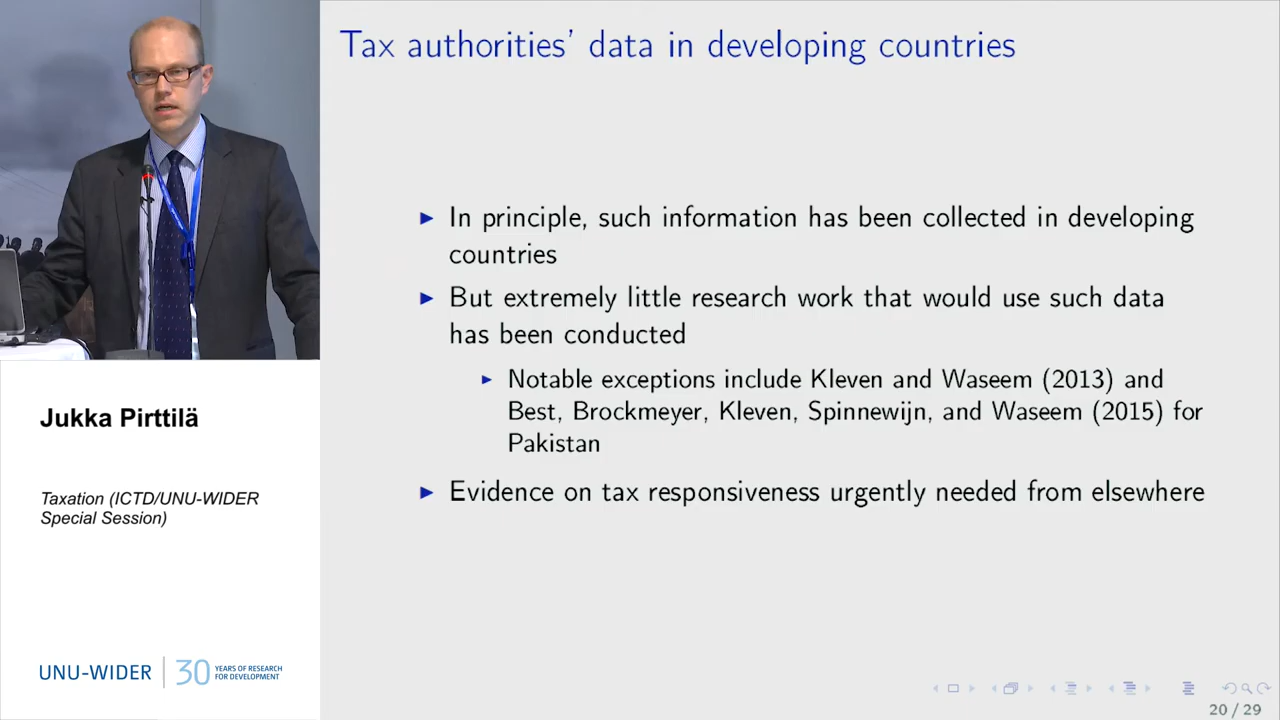 Tax authorities' data in developing countries
In principle, such information has been collected in developing
countries
But extremely little research work that would use such data
has been conducted
Notable exceptions include Kleven and Waseem (2013) and
Best, Brockmeyer, Kleven, Spinnewijn, and Waseem (2015) for
Pakistan
Evidence on tax responsiveness urgently needed from elsewhere
Jukka Pirttilä
Taxation (ICTD/UNU-WIDER
Special Session)
UNU-WIDER
30 YEARS OF RESEARCH
FOR DEVELOPMENT
20 / 29